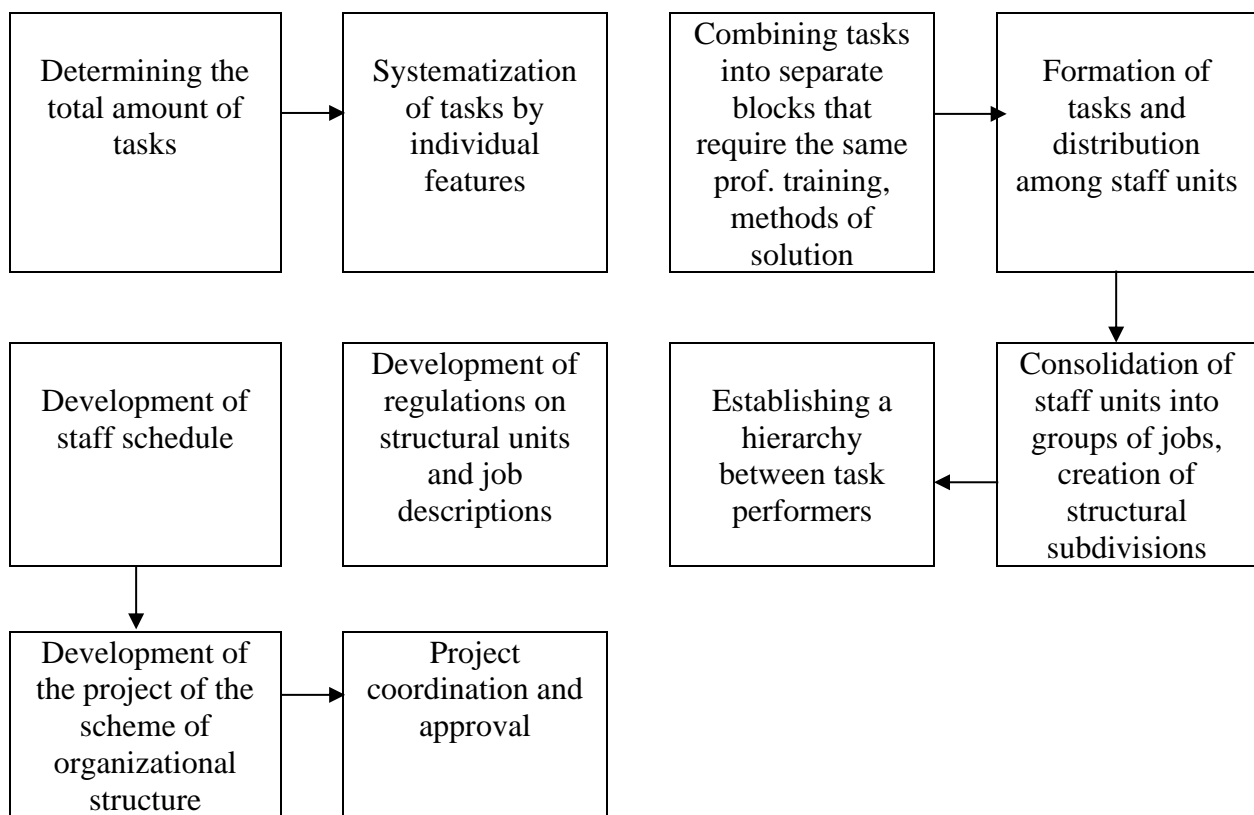 Determining the
total amount of
tasks
Systematization
of tasks by
individual
features
Combining tasks
into separate
blocks that
require the same
prof. training,
methods of
solution
Formation of
tasks and
distribution
among staff units
Consolidation of
staff units into
groups of jobs,
creation of
structural
subdivisions
Establishing a
hierarchy
between task
performers
Development of
regulations on
structural units
and job
descriptions
Development of
staff schedule
Development of
the project of the
scheme of
organizational
structure
Project
coordination and
approval